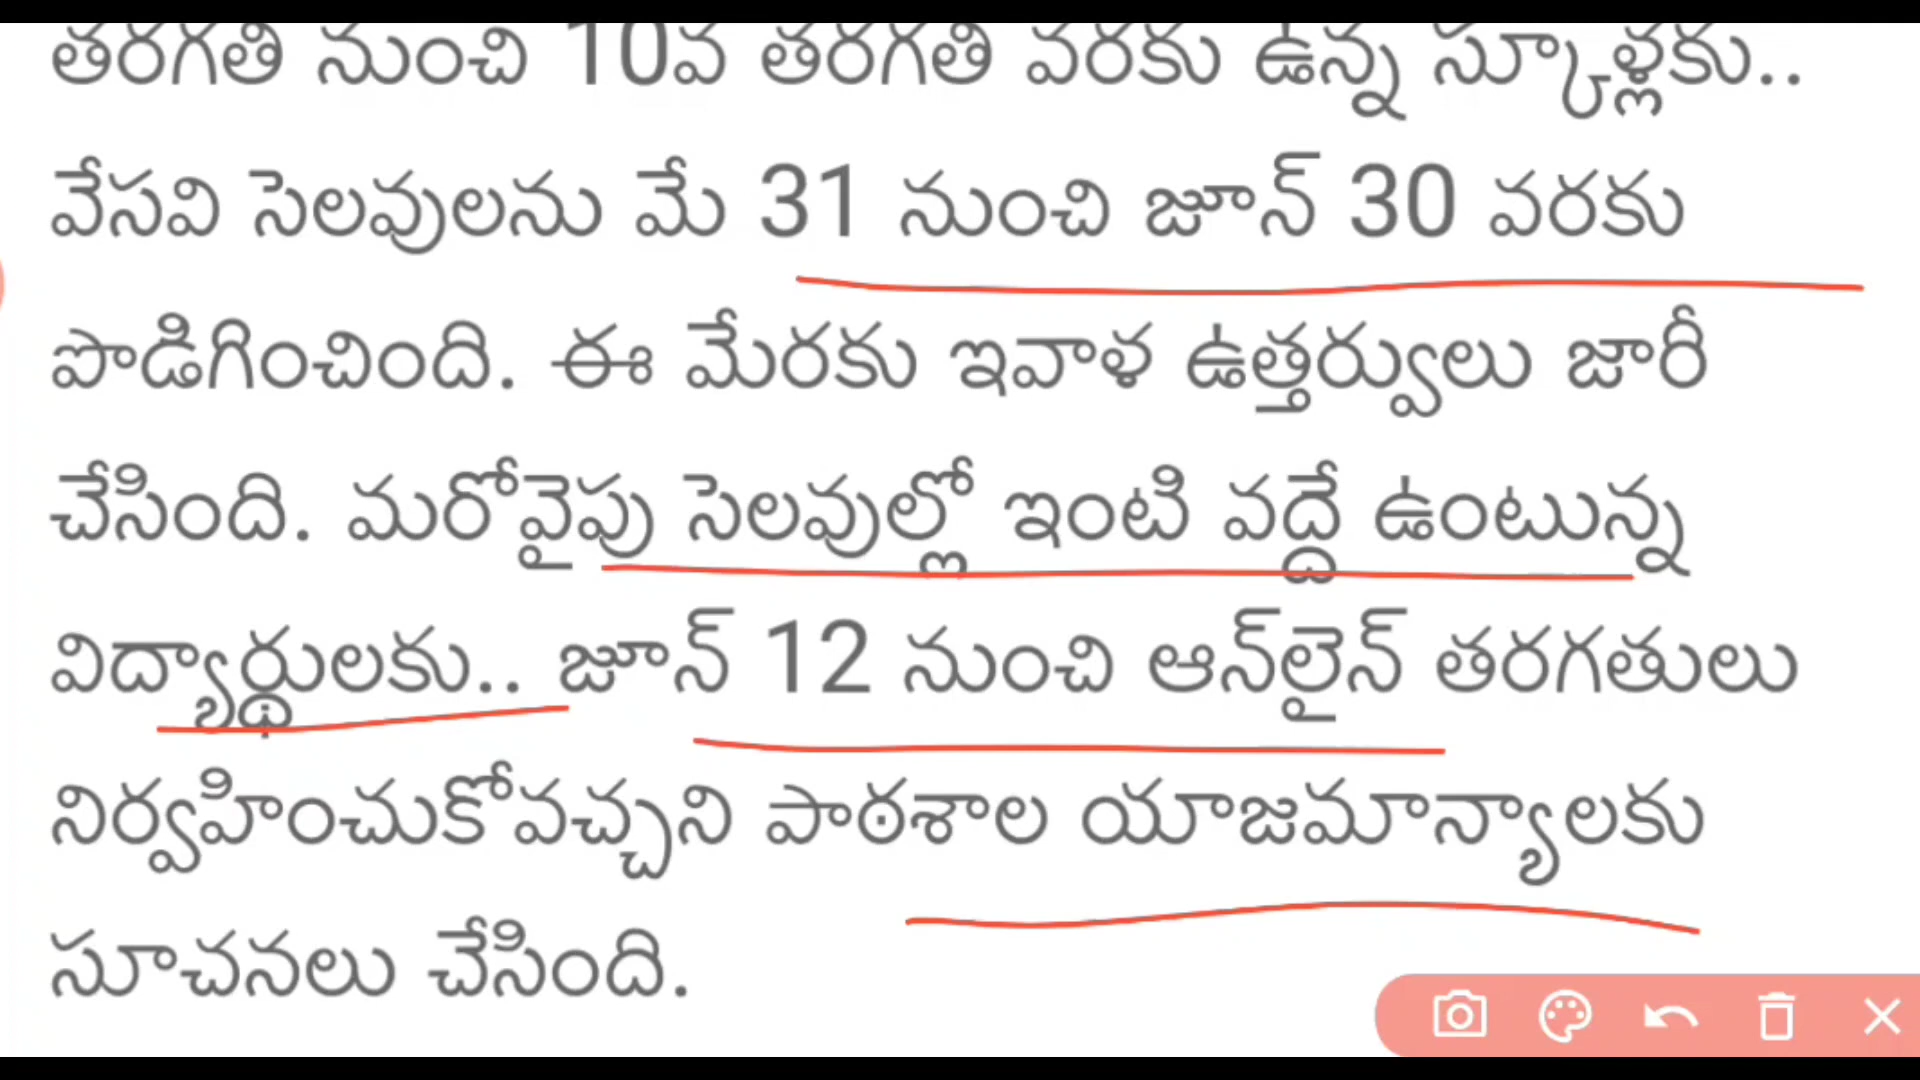 తరగతి నుంచి 10వ తరగతి వరకు ఉన్న స్కూళ్లకు..
వేసవి సెలవులను మే 31 నుంచి జూన్ 30 వరకు
పొడిగించింది. ఈ మేరకు ఇవాళ ఉత్తర్వులు జారీ
చేసింది. మరోవైపు సెలవుల్లో ఇంటి వద్దే ఉంటున్న
విద్యార్థులకు.. జూన్ 12 నుంచి ఆన్‌లైన్ తరగతులు
నిర్వహించుకోవచ్చని పాఠశాల యాజమాన్యాలకు
సూచనలు చేసింది.